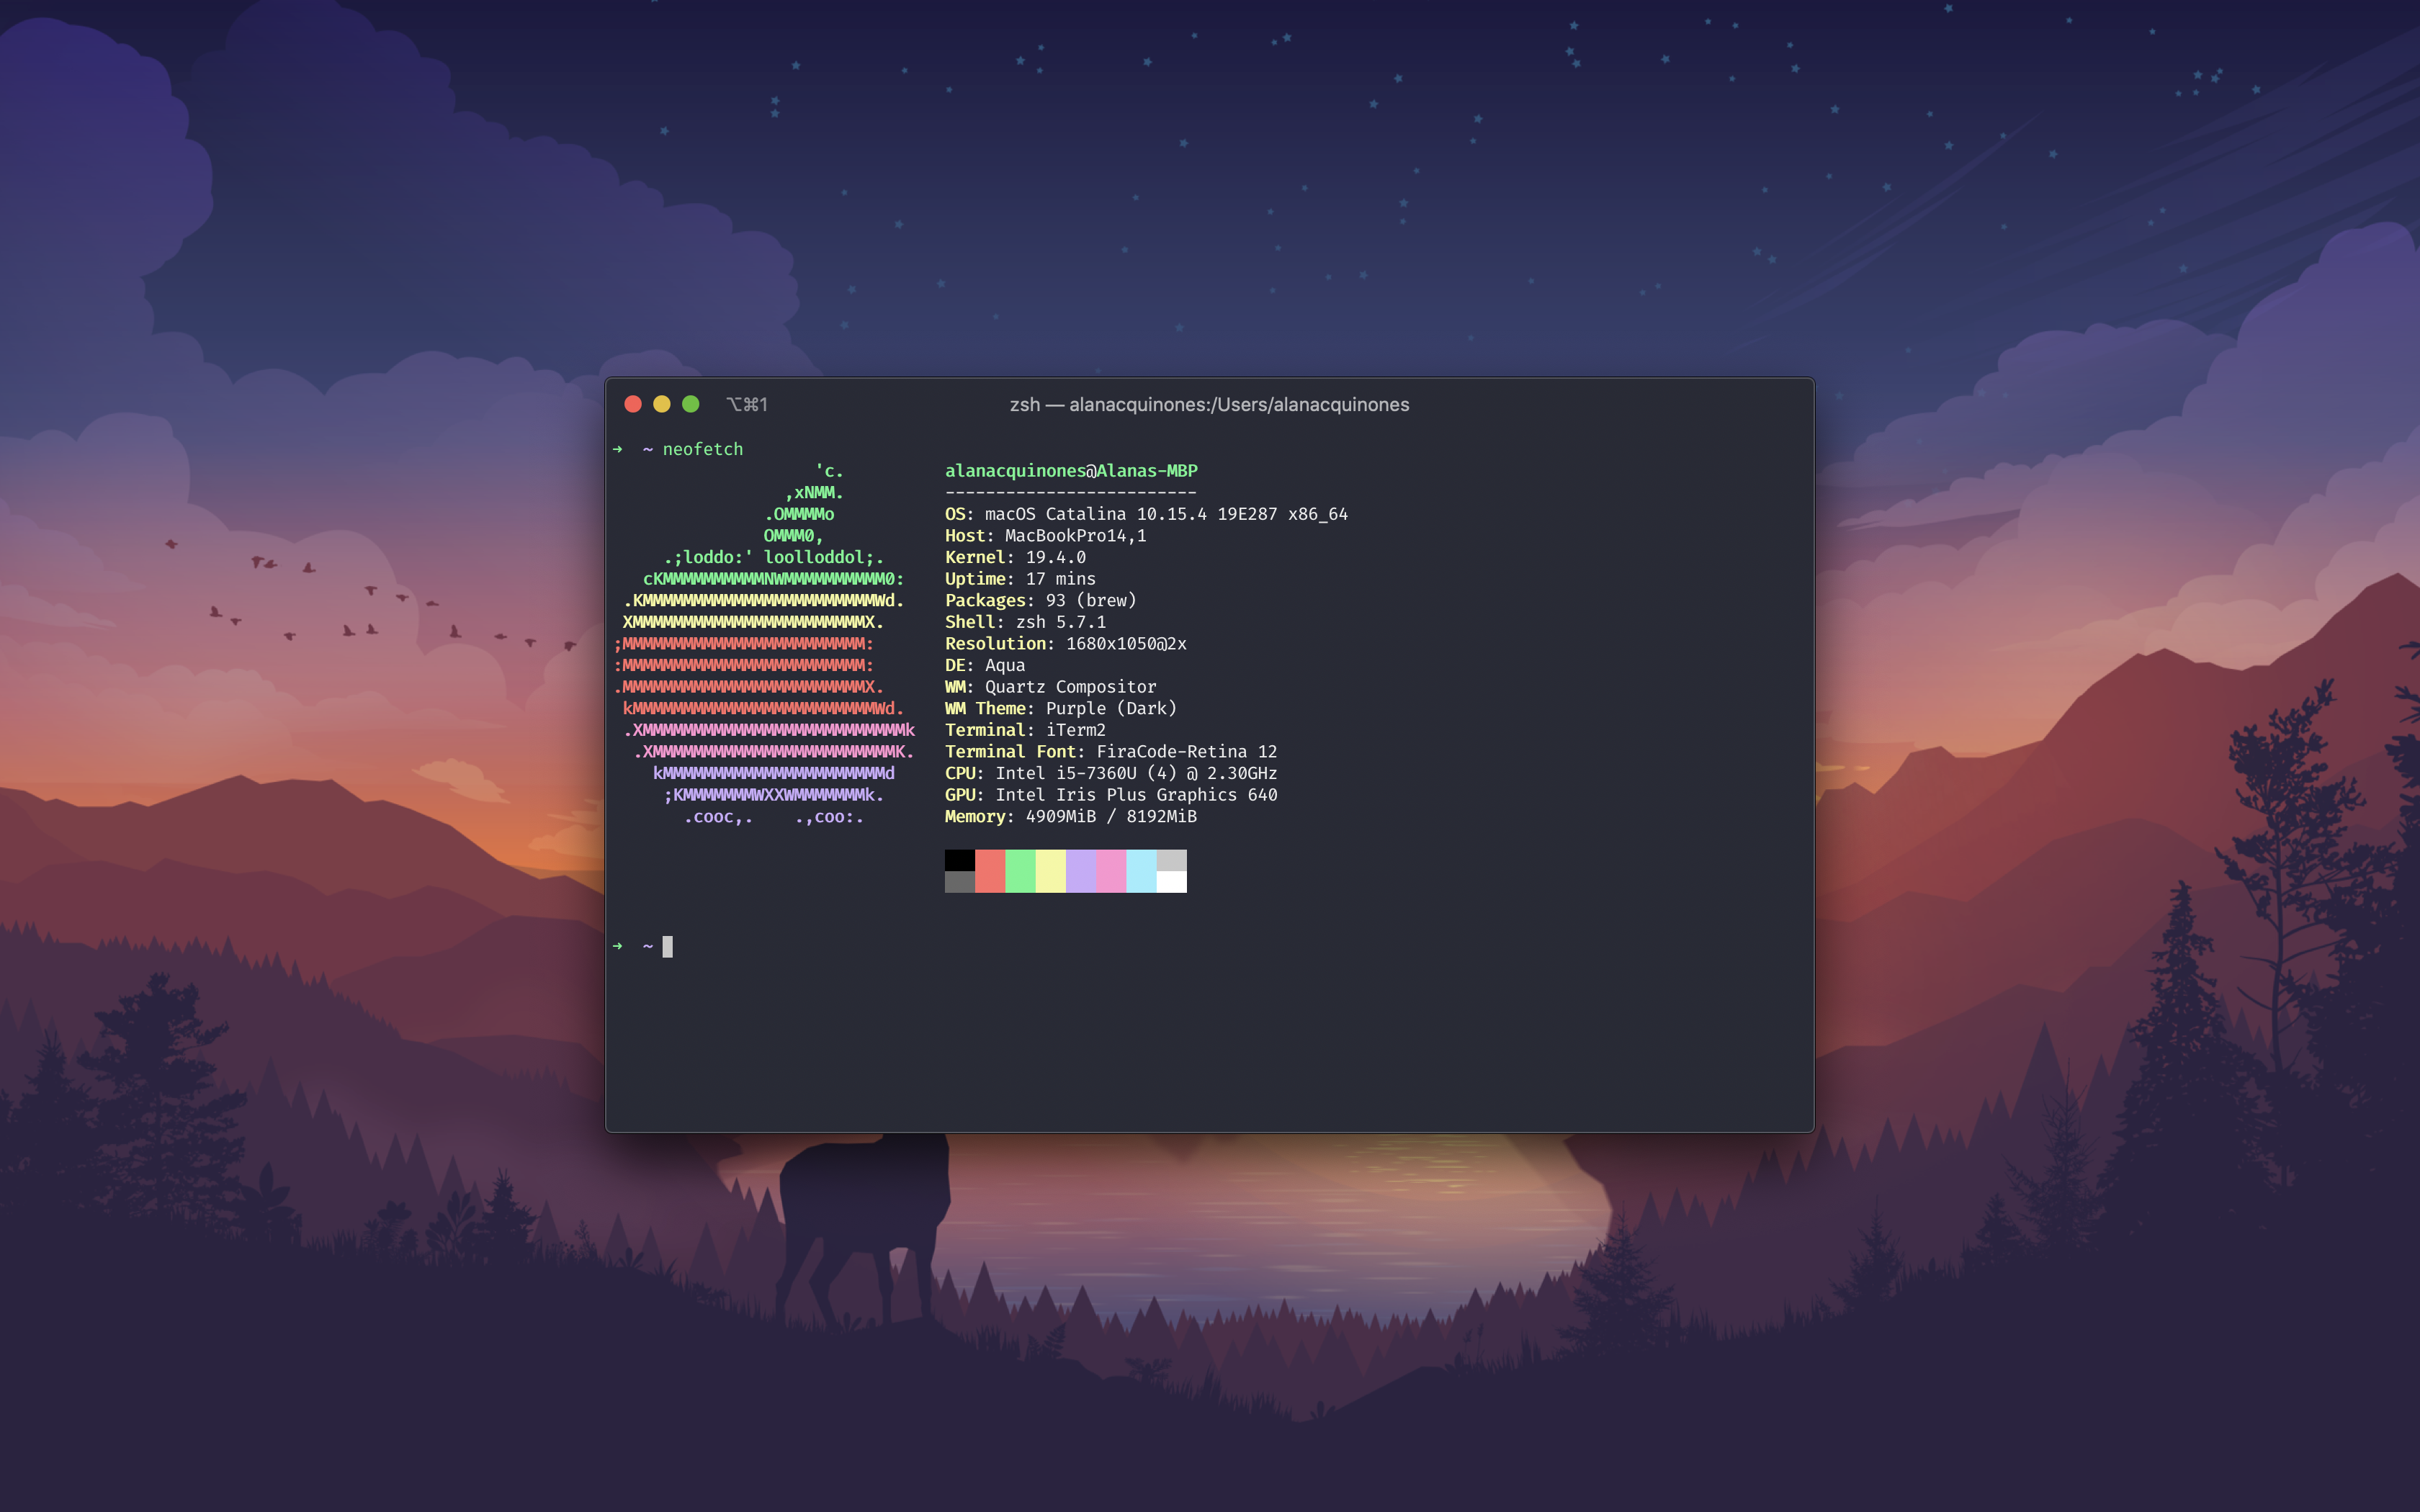 ⌥⌘1 zsh — alanacquinones:/Users/alanacquinones
➜  ~ neofetch
                    'c.          alanacquinones@Alanas-MBP
                 ,xNMM.          -------------------------
               .OMMMMo           OS: macOS Catalina 10.15.4 19E287 x86_64
               OMMM0,            Host: MacBookPro14,1
     .;loddo:' loolloddol;.      Kernel: 19.4.0
   cKMMMMMMMMMMNWMMMMMMMMMM0:    Uptime: 17 mins
 .KMMMMMMMMMMMMMMMMMMMMMMMWd.    Packages: 93 (brew)
 XMMMMMMMMMMMMMMMMMMMMMMMX.      Shell: zsh 5.7.1
;MMMMMMMMMMMMMMMMMMMMMMMM:       Resolution: 1680x1050@2x
:MMMMMMMMMMMMMMMMMMMMMMMM:       DE: Aqua
.MMMMMMMMMMMMMMMMMMMMMMMMX.      WM: Quartz Compositor
 kMMMMMMMMMMMMMMMMMMMMMMMMWd.    WM Theme: Purple (Dark)
 .XMMMMMMMMMMMMMMMMMMMMMMMMMMk   Terminal: iTerm2
  .XMMMMMMMMMMMMMMMMMMMMMMMMK.   Terminal Font: FiraCode-Retina 12
    kMMMMMMMMMMMMMMMMMMMMMMd     CPU: Intel i5-7360U (4) @ 2.30GHz
     ;KMMMMMMMWXXWMMMMMMMk.      GPU: Intel Iris Plus Graphics 640
       .cooc,.    .,coo:.        Memory: 4909MiB / 8192MiB
➜  ~